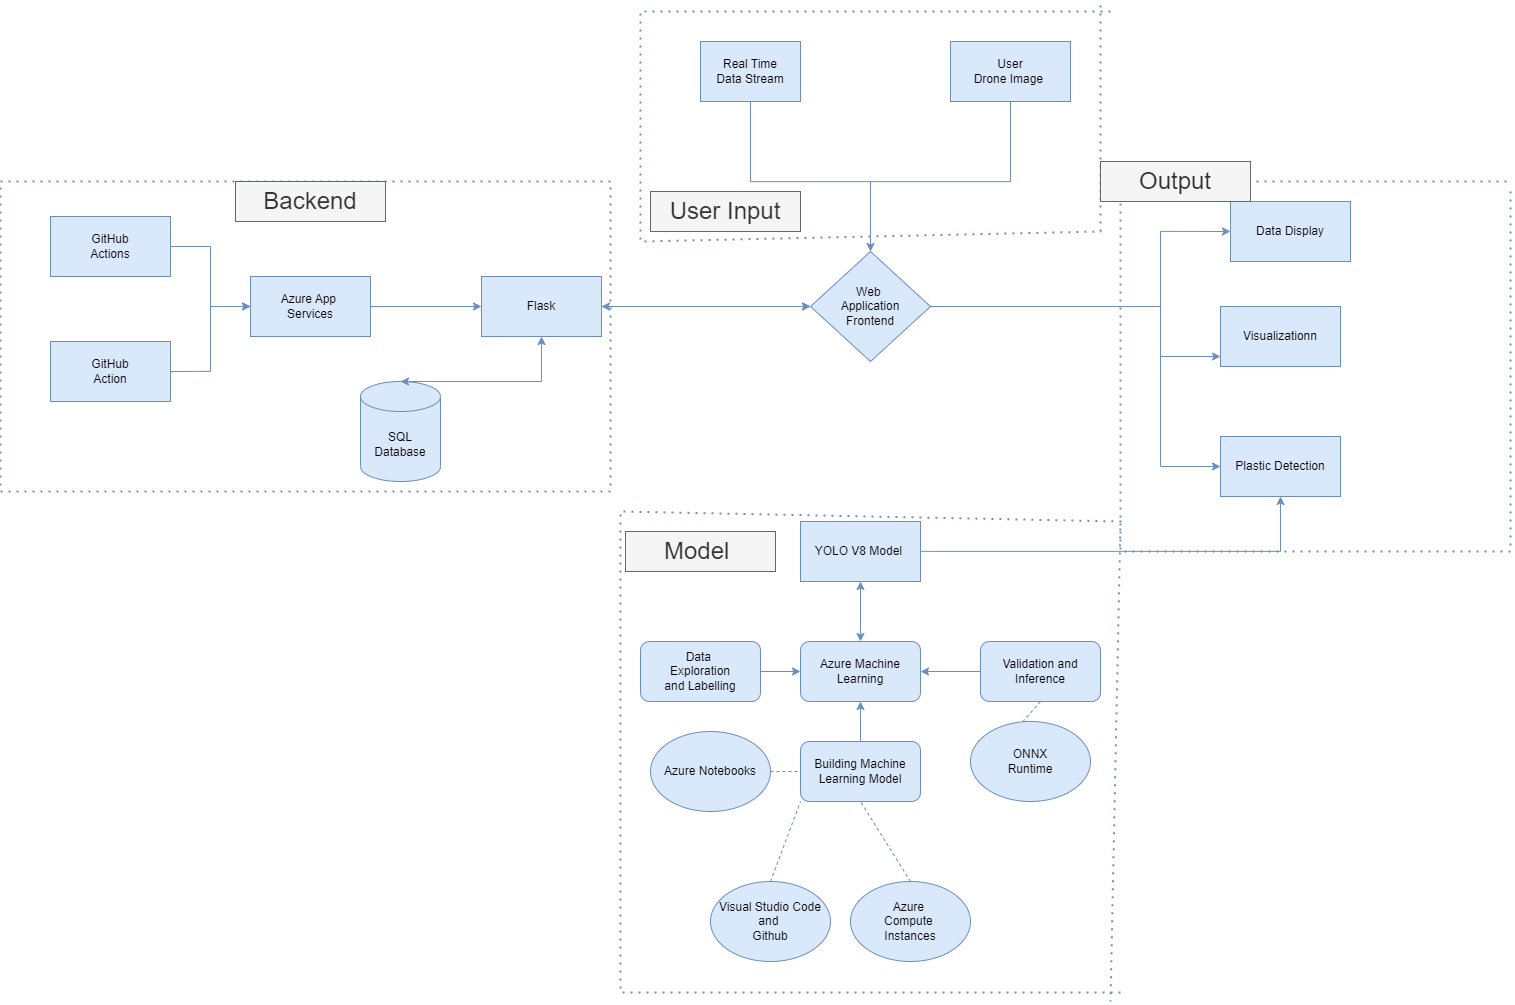 Real Time
Data Stream
User
Drone Image
User Input
Output
Backend
GitHub
Actions
GitHub
Action
Azure App
Services
Flask
SQL
Database
Web
Application
Frontend
Data Display
Visualizationn
Plastic Detection
Model
YOLO V8 Model
Data
Exploration
and Labelling
Azure Machine
Learning
Validation and
Inference
Azure Notebooks
Building Machine
Learning Model
ONNX
Runtime
Visual Studio Code
and
Github
Azure
Compute
Instances